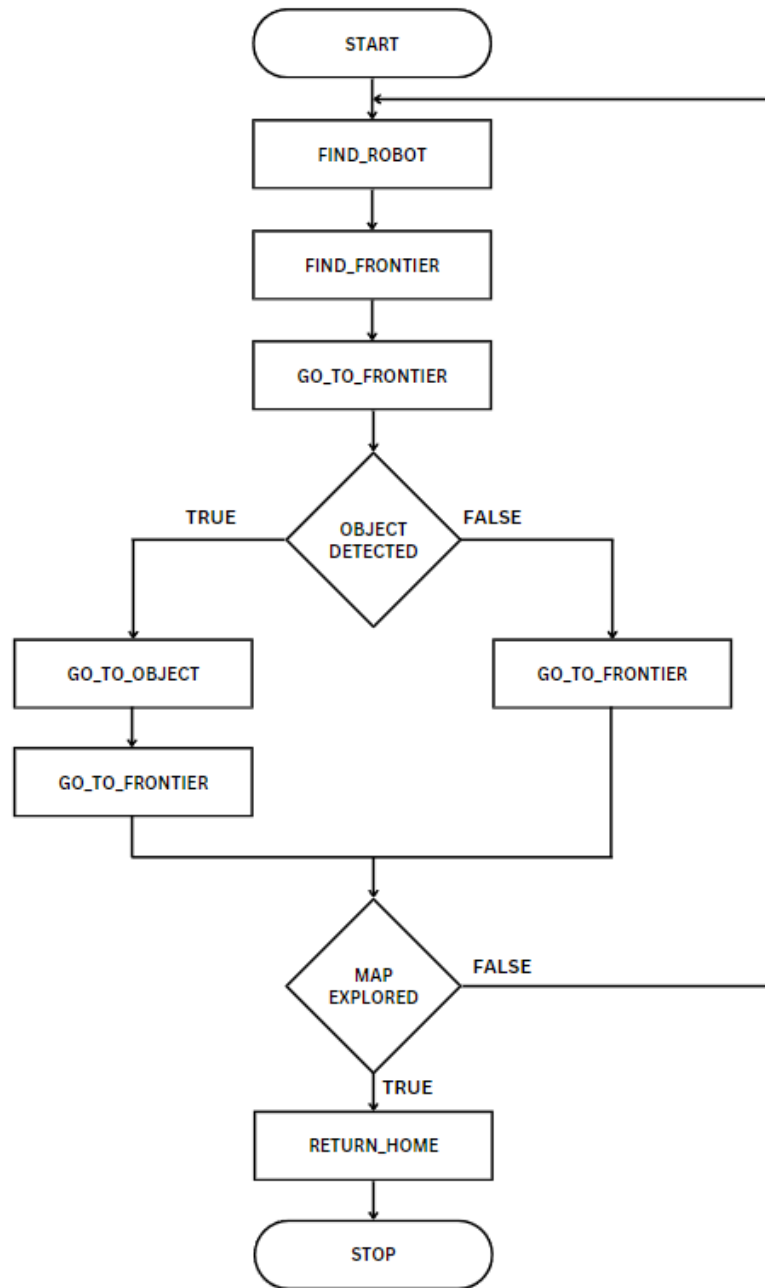 START
FIND_ROBOT
FIND_FRONTIER
GO_TO_FRONTIER
OBJECT
DETECTED
TRUE
FALSE
GO_TO_OBJECT
GO_TO_FRONTIER
GO_TO_FRONTIER
MAP
EXPLORED
FALSE
TRUE
RETURN_HOME
STOP